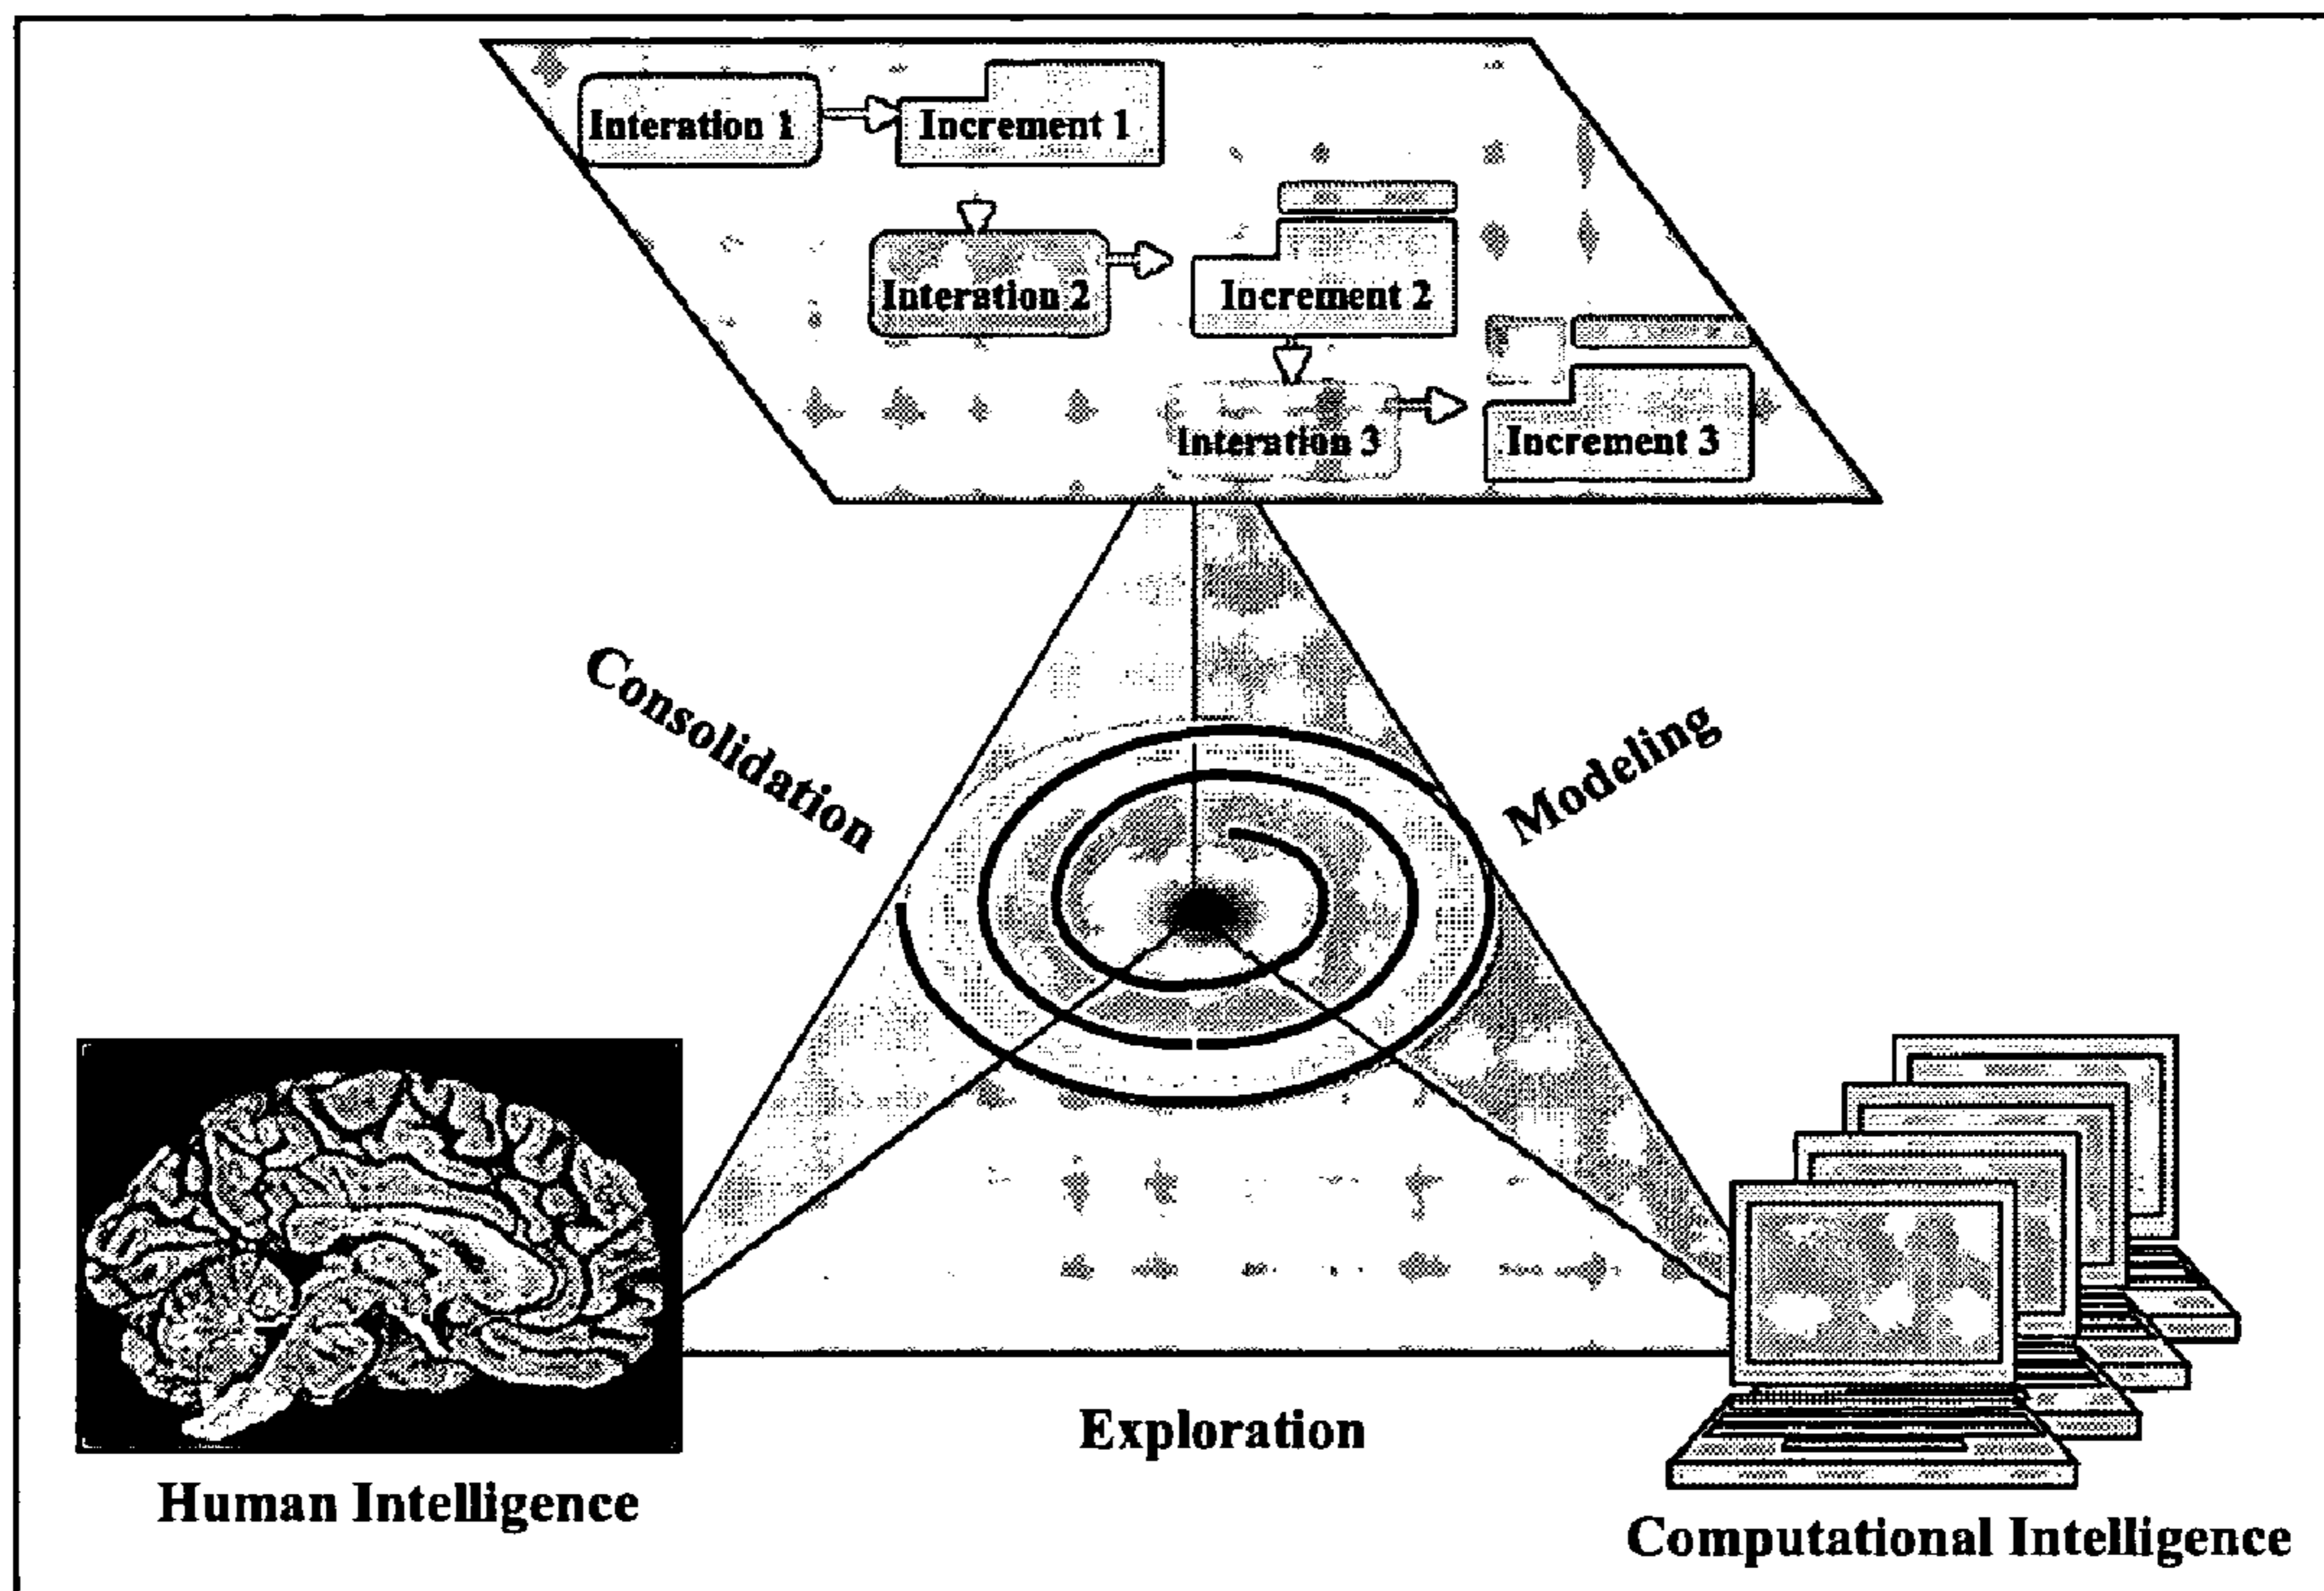 Interation 1
Increment 1
Interation 2
Increment 2
Interation 3
Increment 3
Consolidation
Modeling
Exploration
Human Intelligence
Computational Intelligence